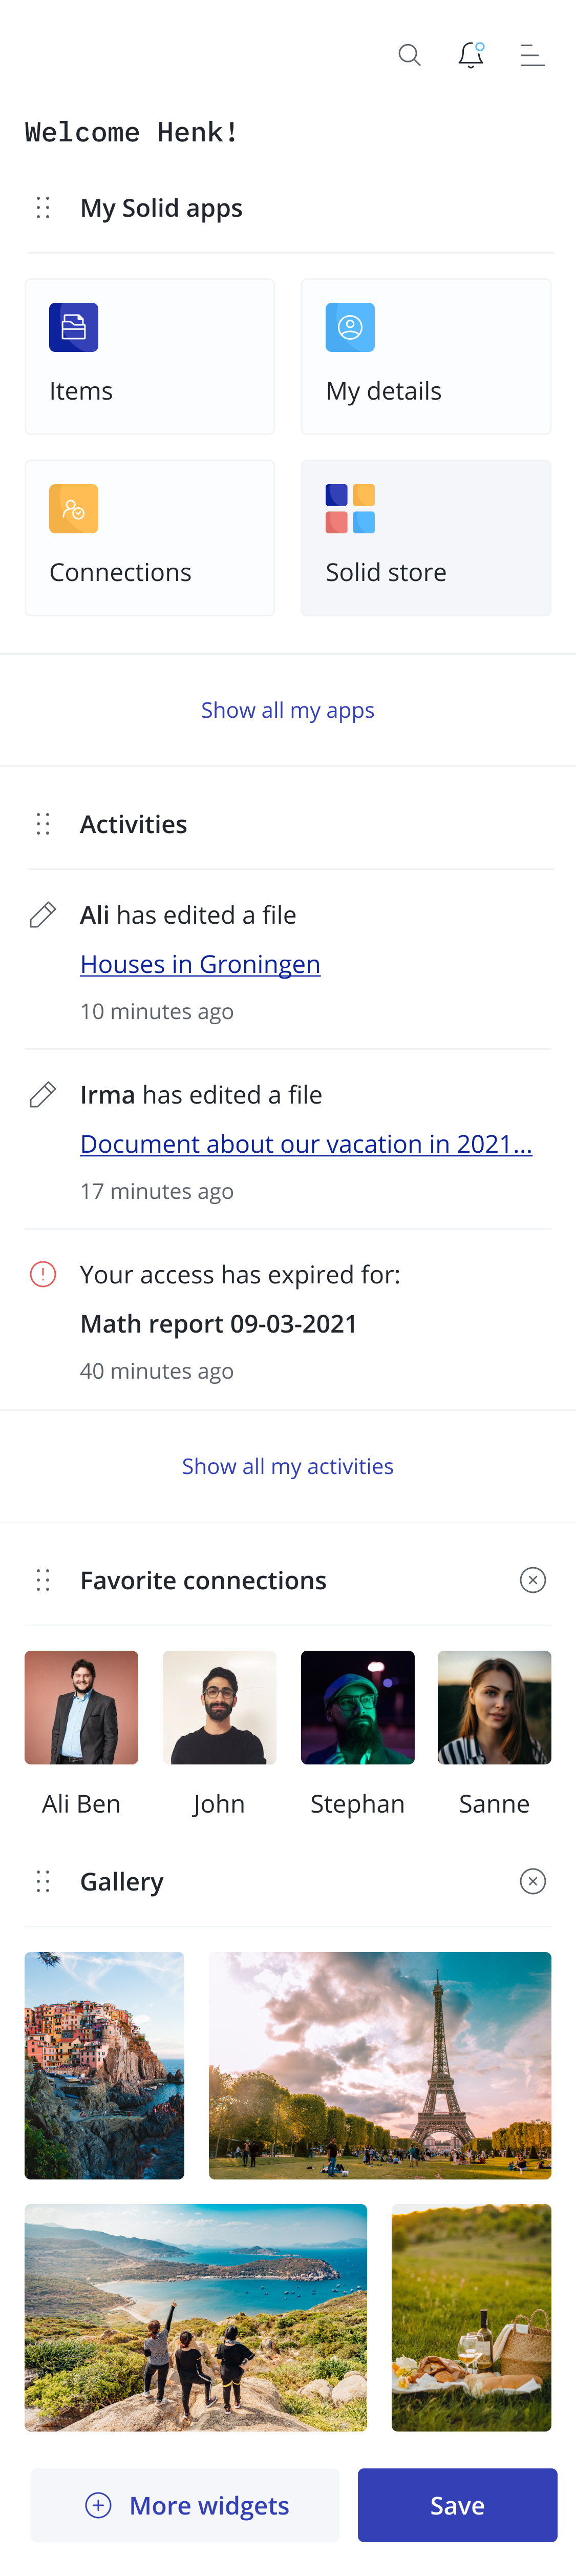 Welcome Henk!
My Solid apps
Items
My details
Connections
Solid store
Show all my apps
Activities
Ali has edited a file
Houses in Groningen
10 minutes ago
Irma has edited a file
Document about our vacation in 2021...
17 minutes ago
Your access has expired for:
Math report 09-03-2021
40 minutes ago
Show all my activities
Favorite connections
Ali Ben
John
Stephan
Sanne
Gallery
More widgets
Save